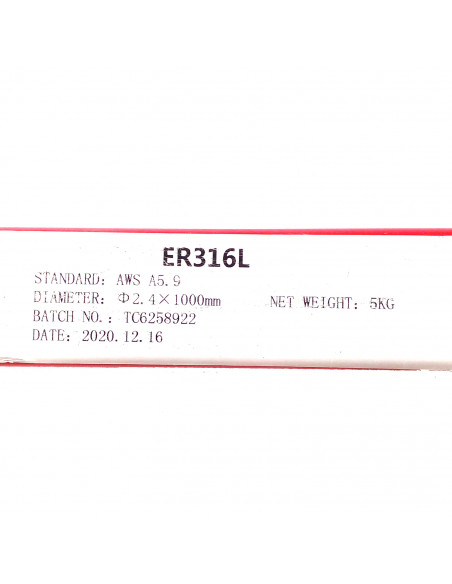 ER316L
STANDARD: AWS A5.9
DIAMETER: Φ2.4×1000mm NET WEIGHT: 5KG
BATCH NO.: TC6258922
DATE: 2020.12.16